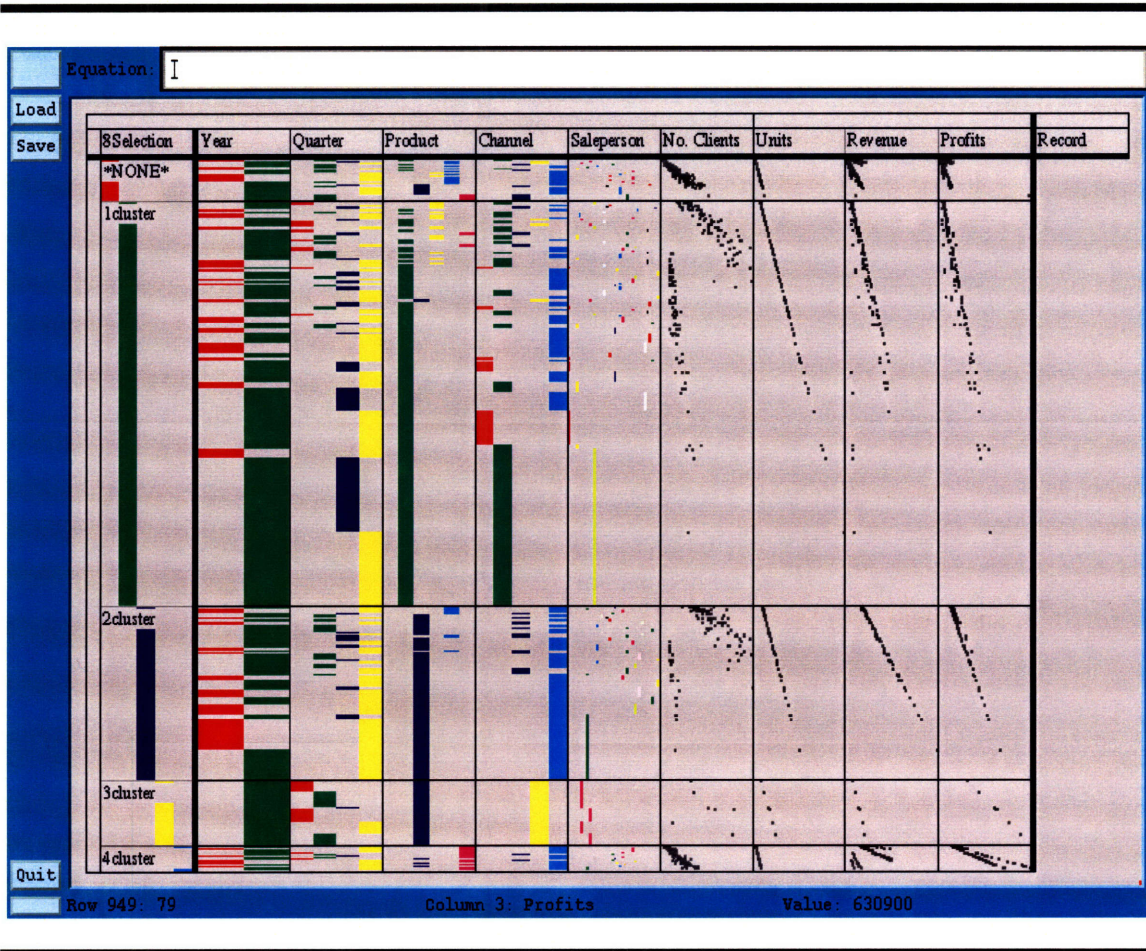 Equation:
Load
Save
8Selection Year Quarter Product Channel Saleperson No. Clients Units Revenue Profits Record
*NONE*
1cluster
2cluster
3cluster
4cluster
Quit
Row 949: 79 Column 3: Profits Value: 630900